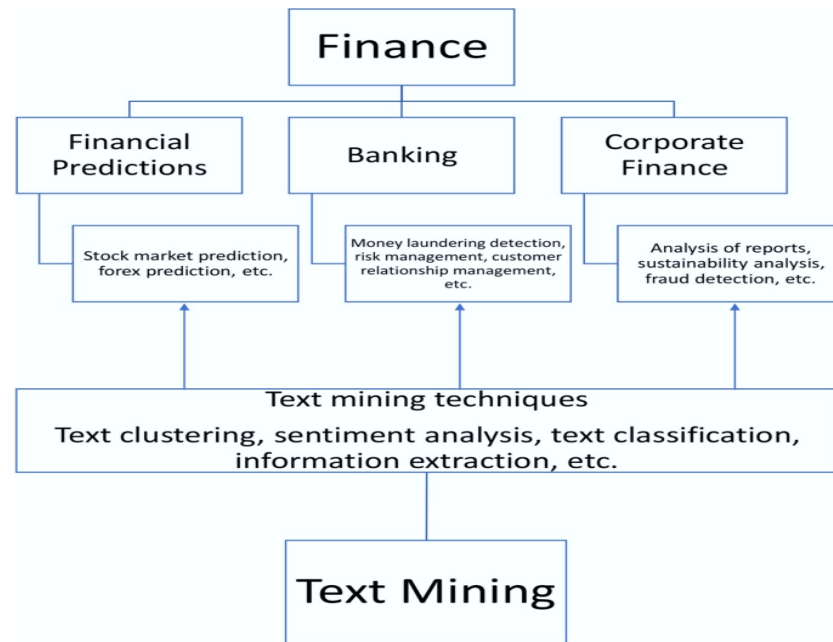 Finance
Financial
Predictions
Banking
Corporate
Finance
Stock market prediction,
forex prediction, etc.
Money laundering detection,
risk management, customer
relationship management,
etc.
Analysis of reports,
sustainability analysis,
fraud detection, etc.
Text mining techniques
Text clustering, sentiment analysis, text classification,
information extraction, etc.
Text Mining